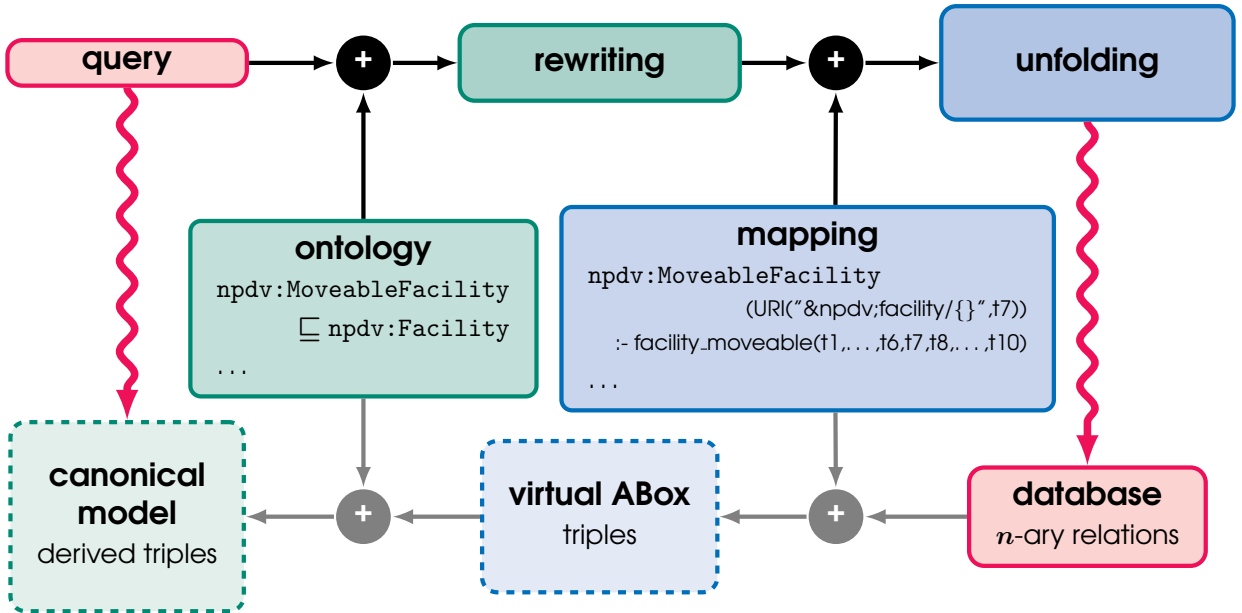 query
+
rewriting
+
unfolding
ontology
npdv:MoveableFacility
⊑ npdv:Facility
...
mapping
npdv:MoveableFacility
(URI("&npdv;facility/{}",t7))
:- facility_moveable(t1,...,t6,t7,t8,...,t10)
...
canonical
model
derived triples
+
virtual ABox
triples
+
database
n-ary relations